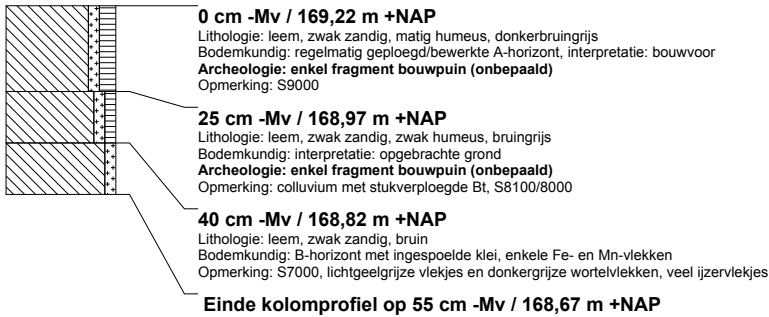 0 cm -Mv / 169,22 m +NAP
Lithologie: leem, zwak zandig, matig humeus, donkerbruingrijs
Bodemkundig: regelmatig geploegd/bewerkte A-horizont, interpretatie: bouwvoor
Archeologie: enkel fragment bouwpuin (onbepaald)
Opmerking: S9000
25 cm -Mv / 168,97 m +NAP
Lithologie: leem, zwak zandig, zwak humeus, bruingrijs
Bodemkundig: interpretatie: opgebrachte grond
Archeologie: enkel fragment bouwpuin (onbepaald)
Opmerking: colluvium met stukverploegde Bt, S8100/8000
40 cm -Mv / 168,82 m +NAP
Lithologie: leem, zwak zandig, bruin
Bodemkundig: B-horizont met ingespoelde klei, enkele Fe- en Mn-vlekken
Opmerking: S7000, lichtgeelgrijze vlekjes en donkergrijze wortelvlekken, veel ijzervlekjes
Einde kolomprofiel op 55 cm -Mv / 168,67 m +NAP